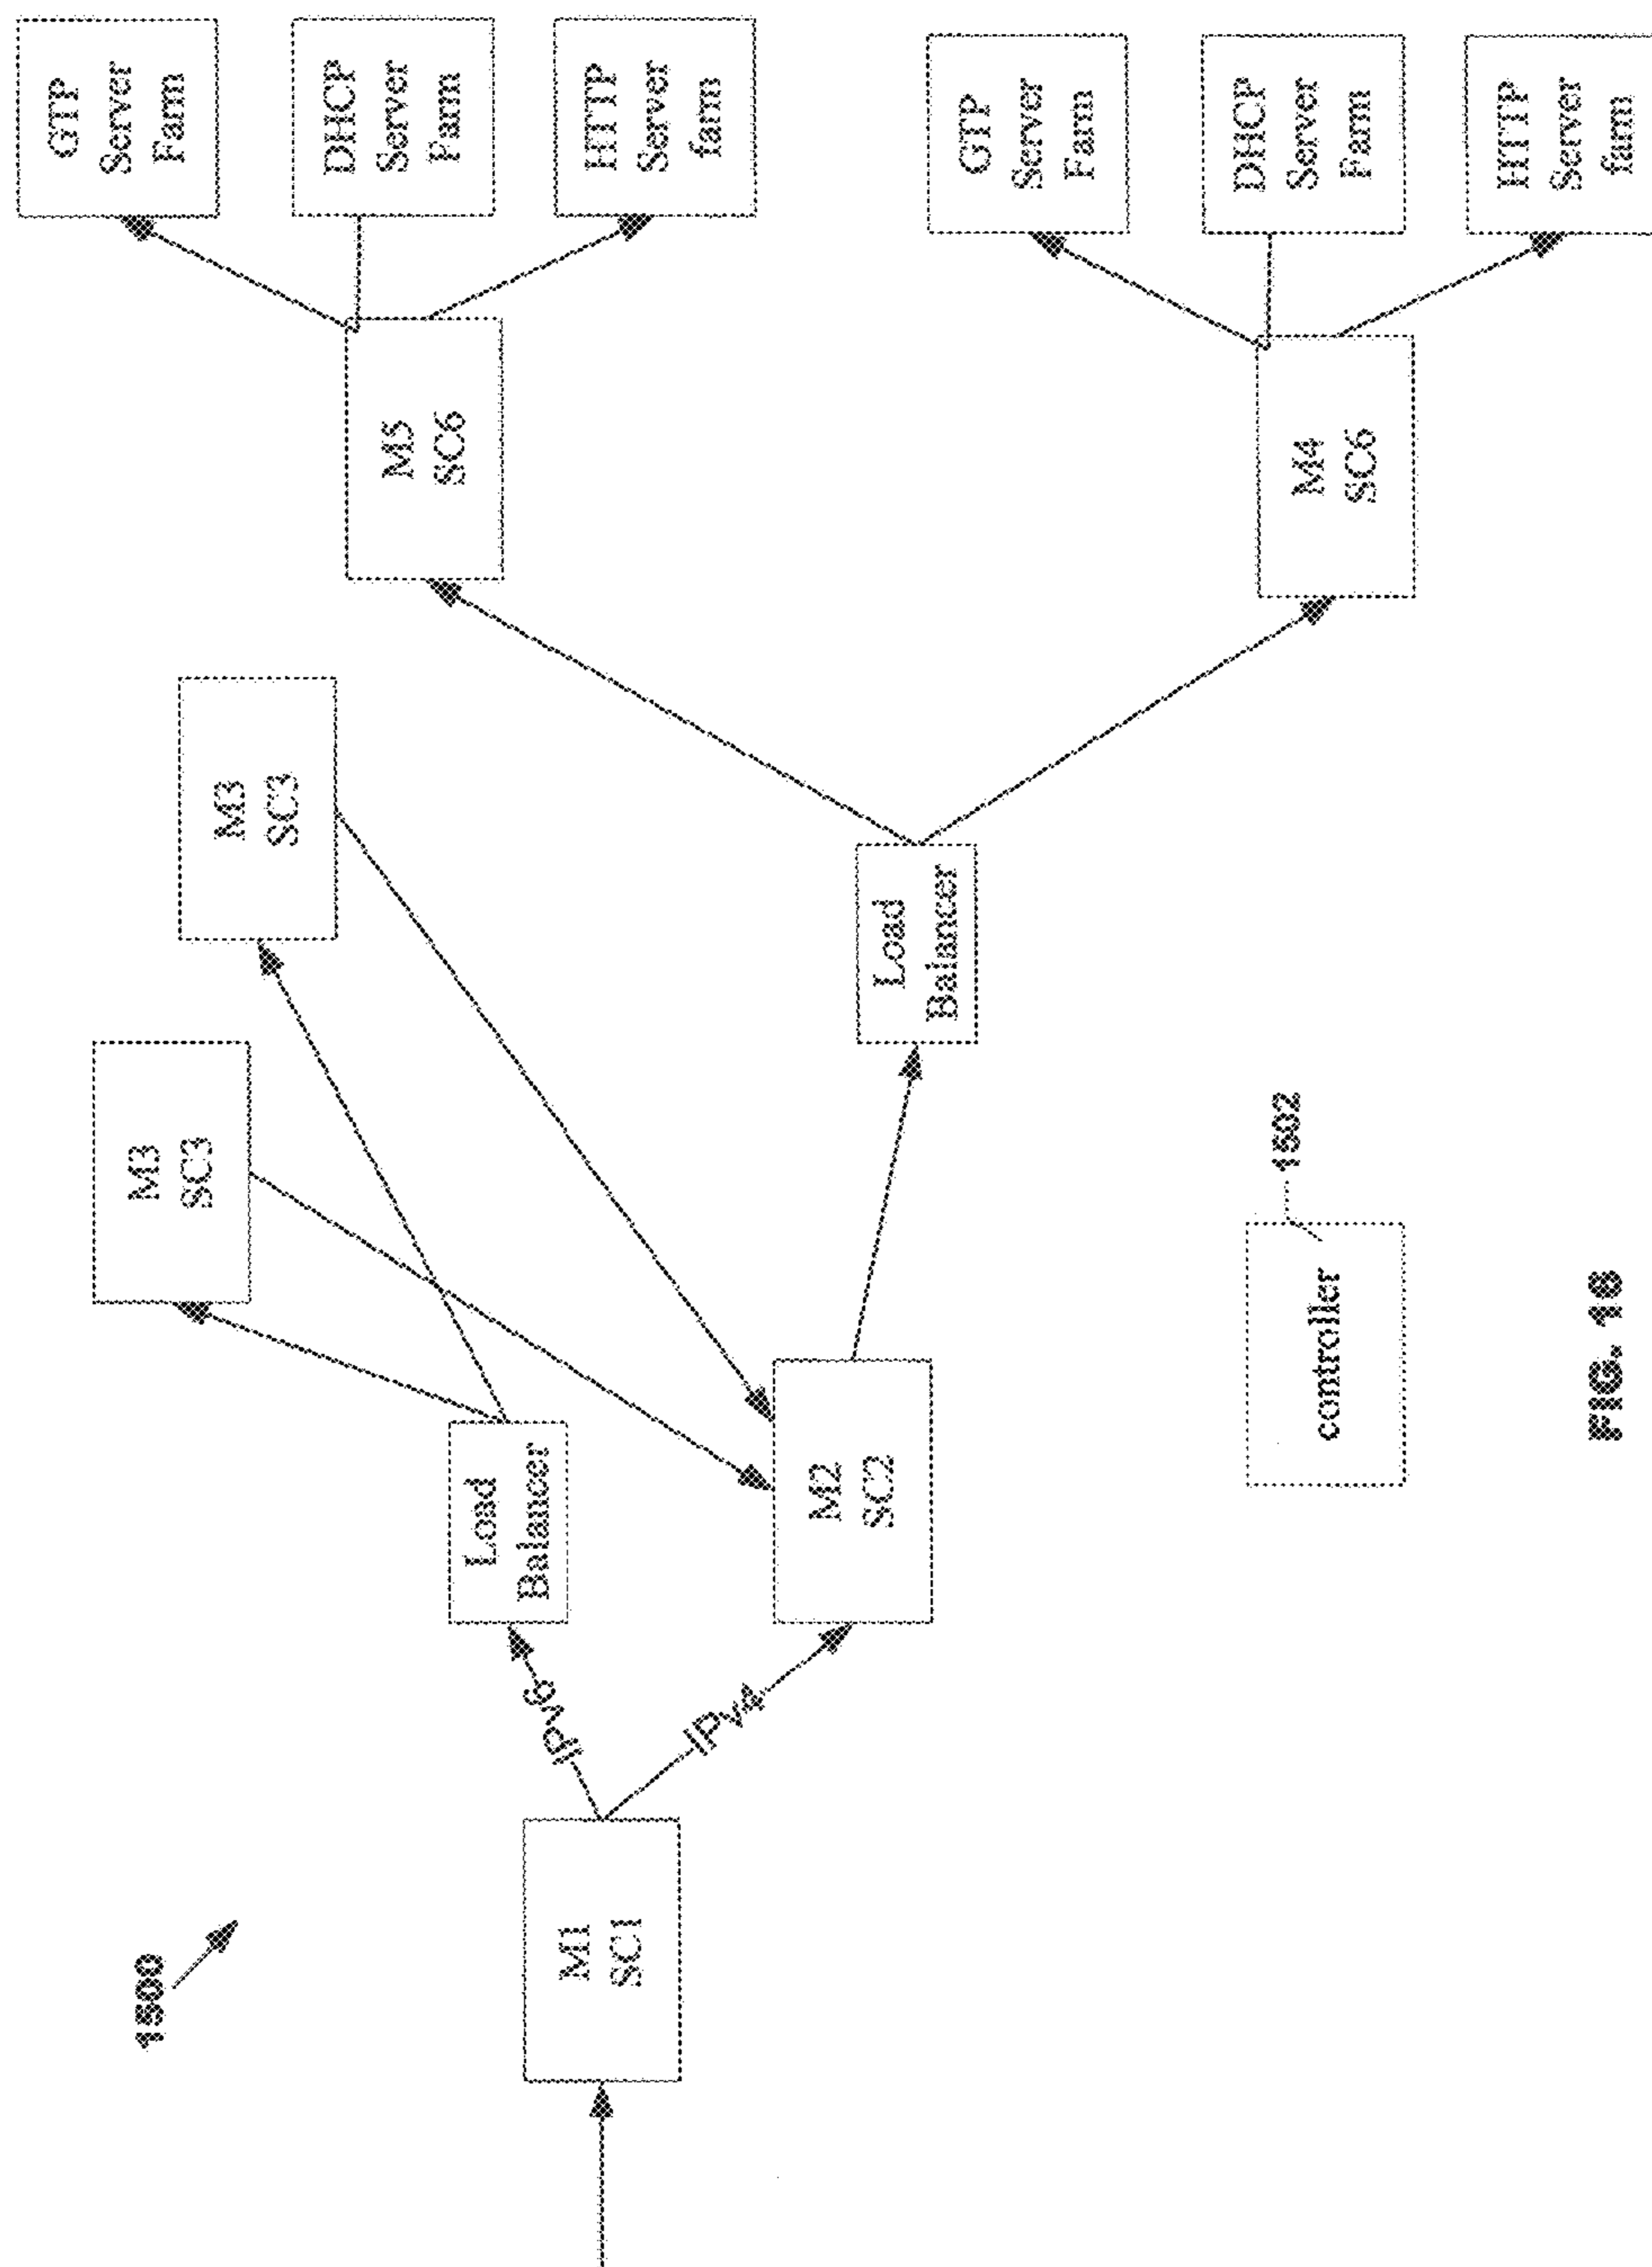 1500
M1
SC1
IPv6
IPv4
Load
Balancer
M2
SC2
M3
SC3
M3
SC3
Load
Balancer
M5
SC6
M4
SC6
GTP
Server
Farm
DHCP
Server
Farm
HTTP
Server
farm
GTP
Server
Farm
DHCP
Server
Farm
HTTP
Server
farm
controller
1502
FIG. 16